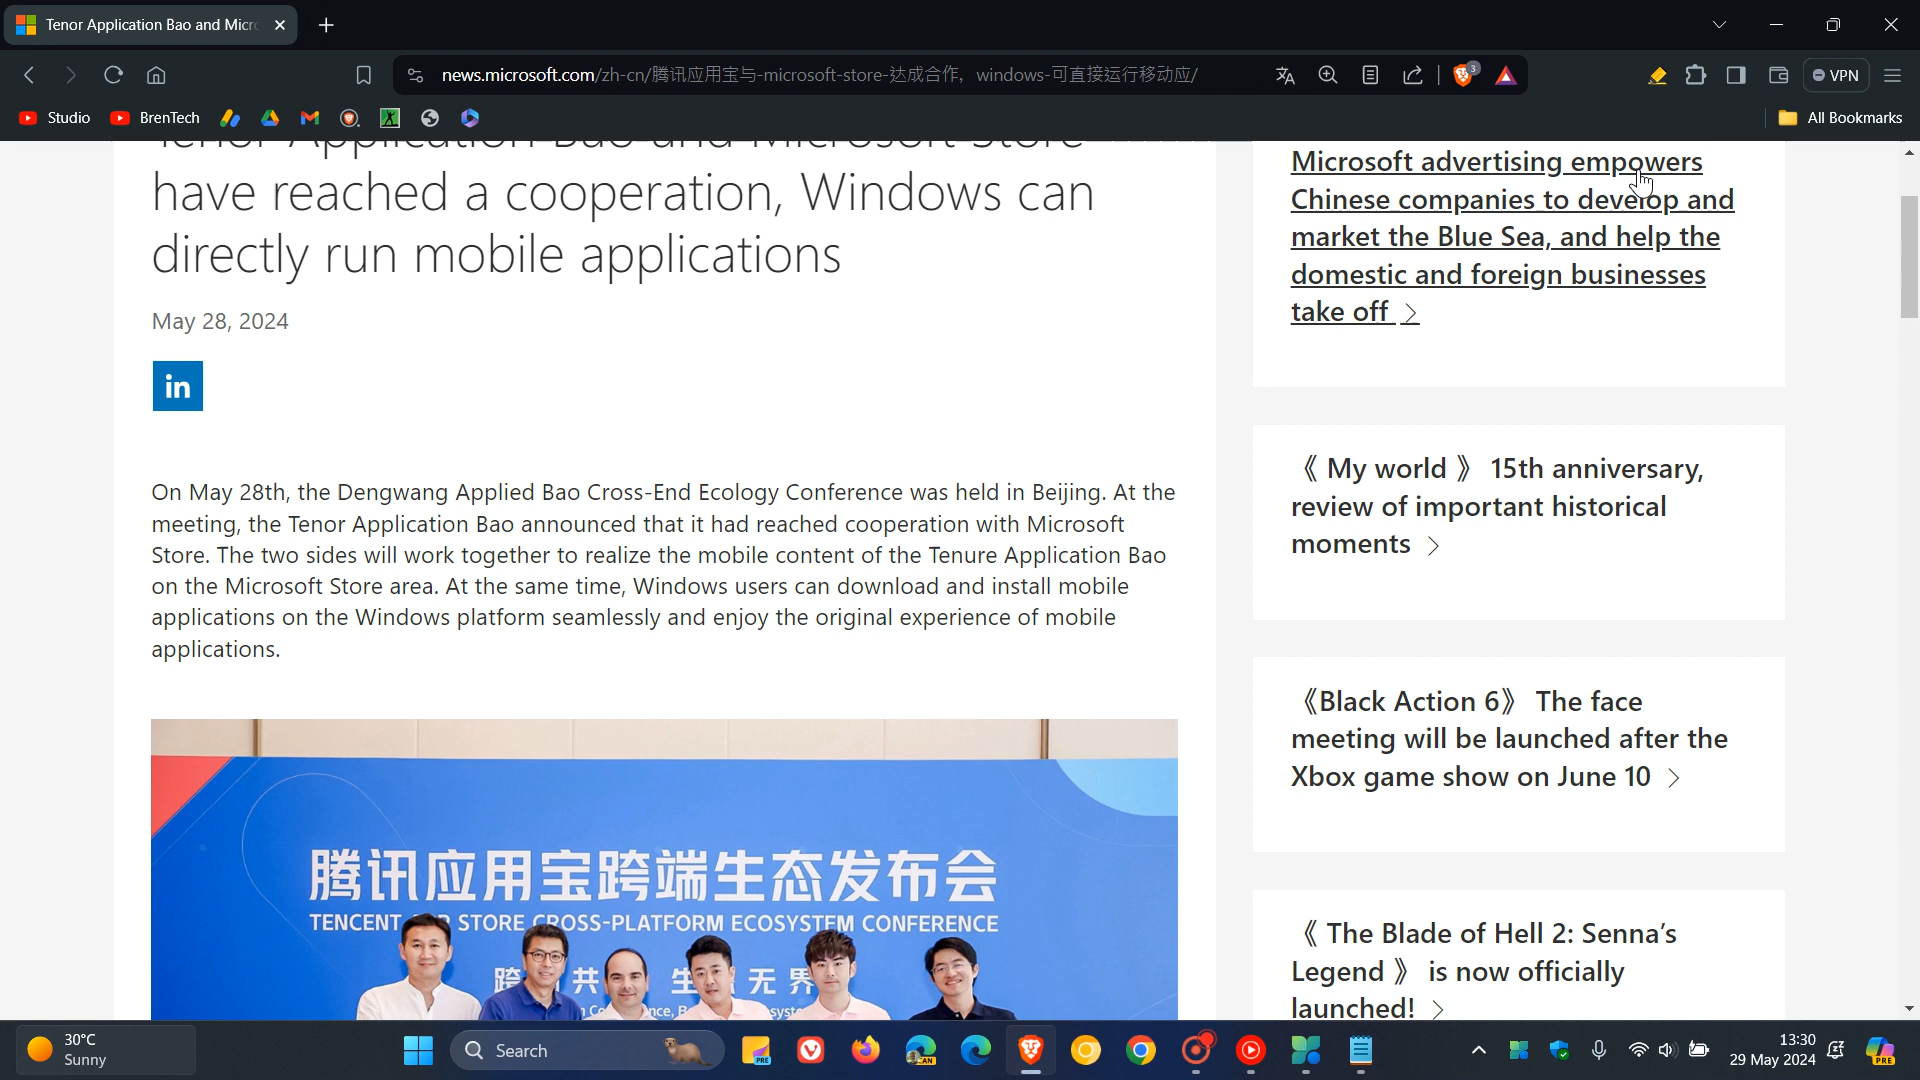 Tenor Application Bao and Micr
news.microsoft.com/zh-cn/腾讯应用宝与-microsoft-store-达成合作，windows-可直接运行移动应/
3
VPN
Studio
BrenTech
All Bookmarks
Tenor Application Bao and Microsoft Store
have reached a cooperation, Windows can
directly run mobile applications
May 28, 2024
in
On May 28th, the Dengwang Applied Bao Cross-End Ecology Conference was held in Beijing. At the
meeting, the Tenor Application Bao announced that it had reached cooperation with Microsoft
Store. The two sides will work together to realize the mobile content of the Tenure Application Bao
on the Microsoft Store area. At the same time, Windows users can download and install mobile
applications on the Windows platform seamlessly and enjoy the original experience of mobile
applications.
腾讯应用宝跨端生态发布会
TENCENT STORE CROSS-PLATFORM ECOSYSTEM CONFERENCE
跨 共 生 无界
Microsoft advertising empowers
Chinese companies to develop and
market the Blue Sea, and help the
domestic and foreign businesses
take off >
《 My world 》 15th anniversary,
review of important historical
moments >
《Black Action 6》 The face
meeting will be launched after the
Xbox game show on June 10 >
《 The Blade of Hell 2: Senna's
Legend 》 is now officially
launched! >
30°C
Sunny
Search
PRE
CAN
13:30
29 May 2024
PRE